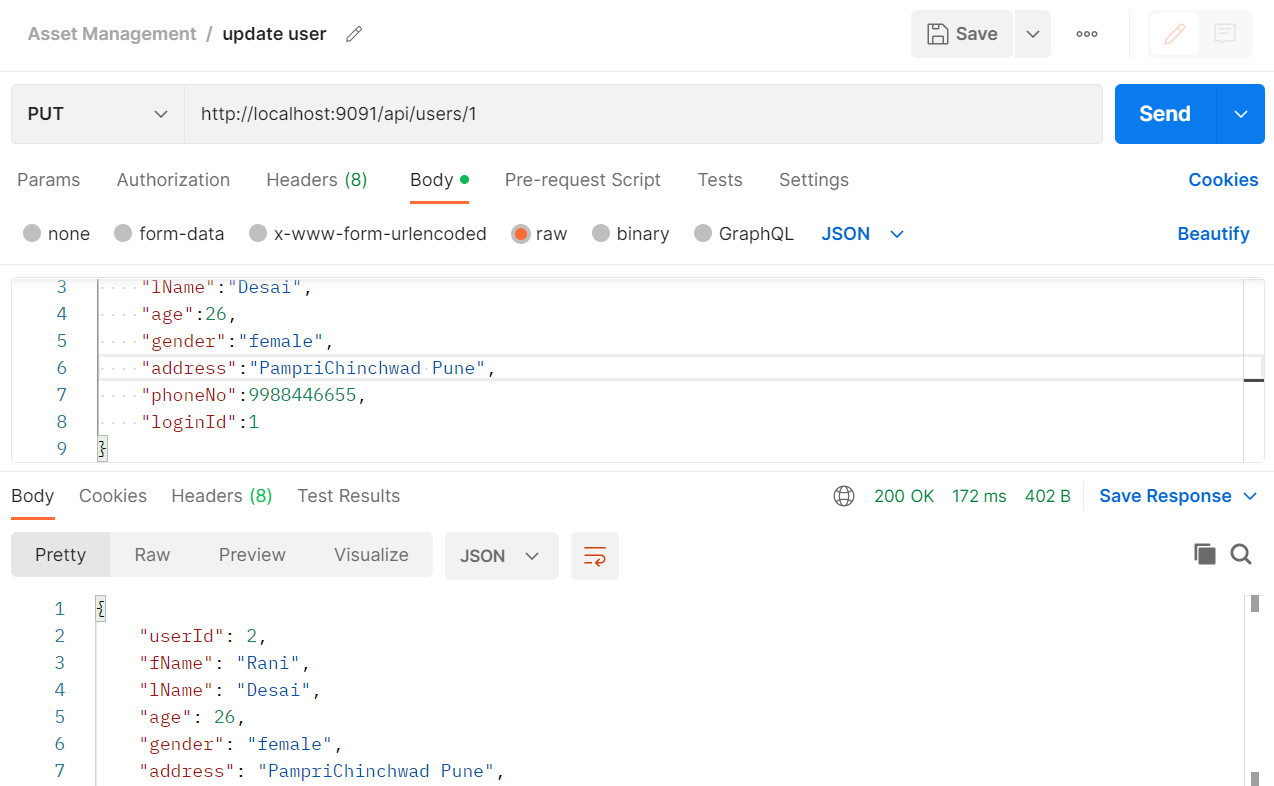 Asset Management / update user
Save
PUT
http://localhost:9091/api/users/1
Send
Params Authorization Headers (8) Body Pre-request Script Tests Settings Cookies
none form-data x-www-form-urlencoded raw binary GraphQL JSON Beautify
3 "lName":"Desai",
4 "age":26,
5 "gender":"female",
6 "address":"PampriChinchwad Pune",
7 "phoneNo":9988446655,
8 "loginId":1
9 }
Body Cookies Headers (8) Test Results 200 OK 172 ms 402 B Save Response
Pretty Raw Preview Visualize JSON
1 {
2 "userId": 2,
3 "fName": "Rani",
4 "lName": "Desai",
5 "age": 26,
6 "gender": "female",
7 "address": "PampriChinchwad Pune",